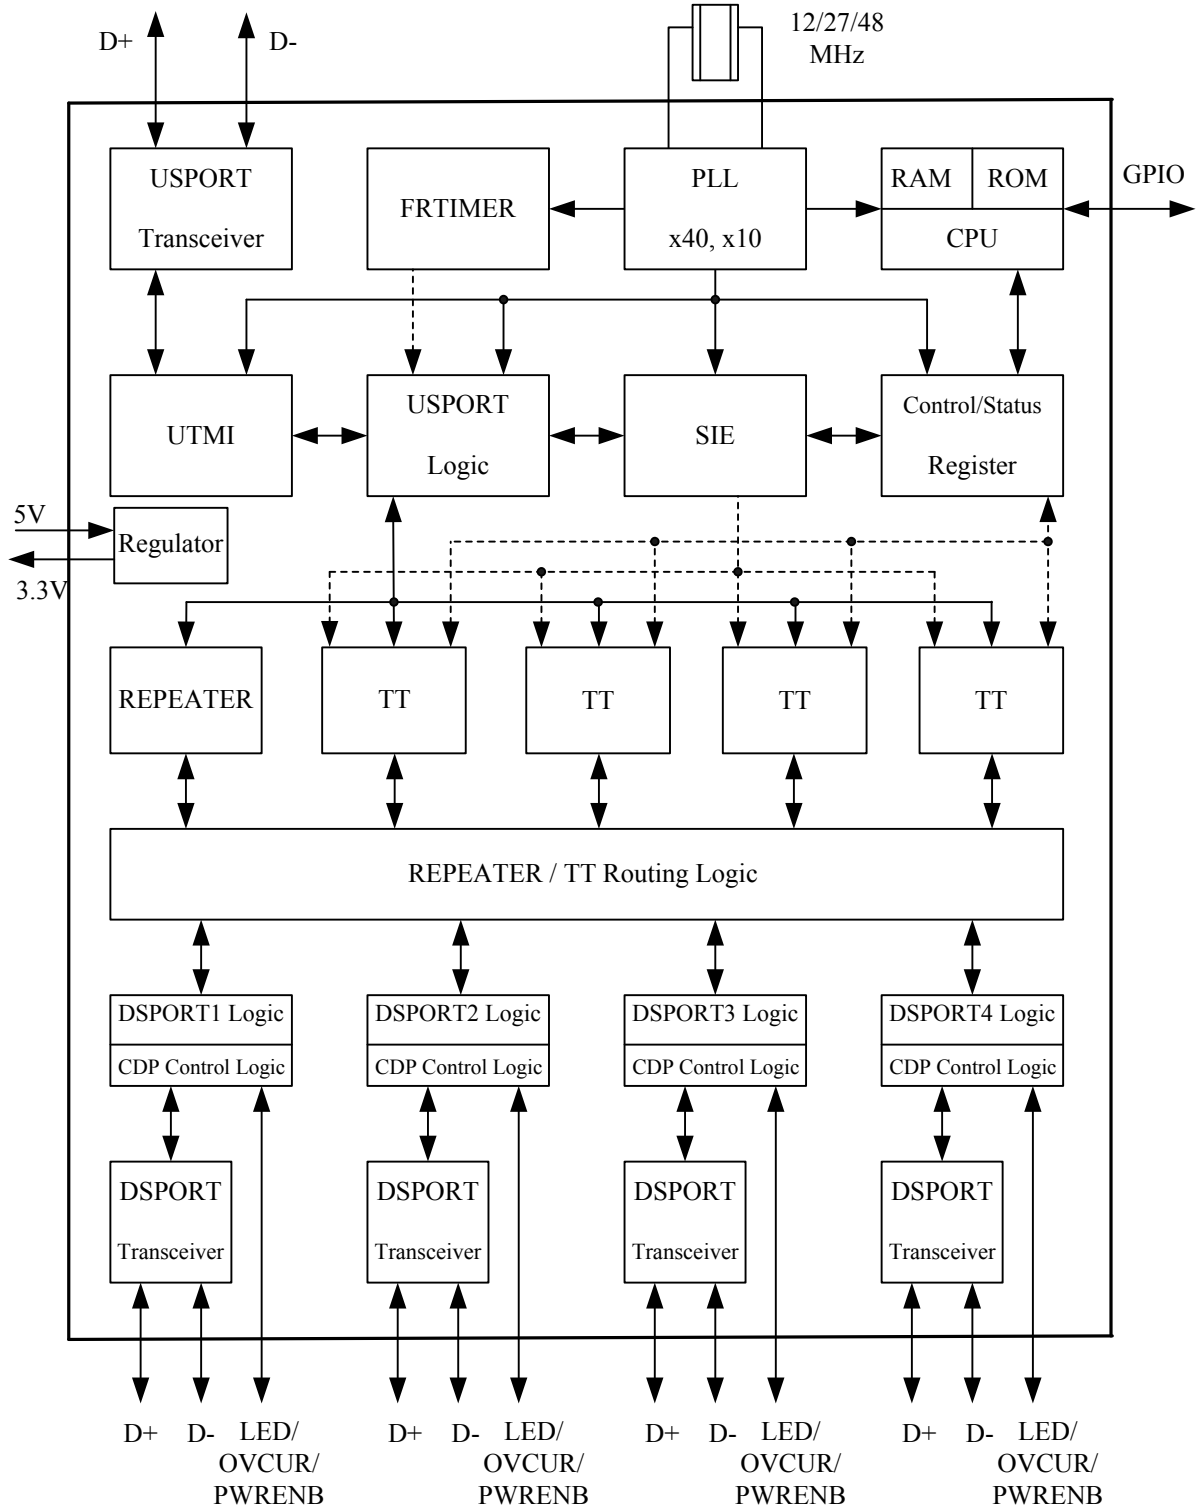 D+
D-
12/27/48
MHz
USPORT
Transceiver
FRTIMER
PLL
x40, x10
RAM
ROM
CPU
GPIO
UTMI
USPORT
Logic
SIE
Control/Status
Register
5V
3.3V
Regulator
REPEATER
TT
TT
TT
TT
REPEATER / TT Routing Logic
DSPORT1 Logic
CDP Control Logic
DSPORT2 Logic
CDP Control Logic
DSPORT3 Logic
CDP Control Logic
DSPORT4 Logic
CDP Control Logic
DSPORT
Transceiver
DSPORT
Transceiver
DSPORT
Transceiver
DSPORT
Transceiver
D+
D-
LED/
OVCUR/
PWRENB
D+
D-
LED/
OVCUR/
PWRENB
D+
D-
LED/
OVCUR/
PWRENB
D+
D-
LED/
OVCUR/
PWRENB